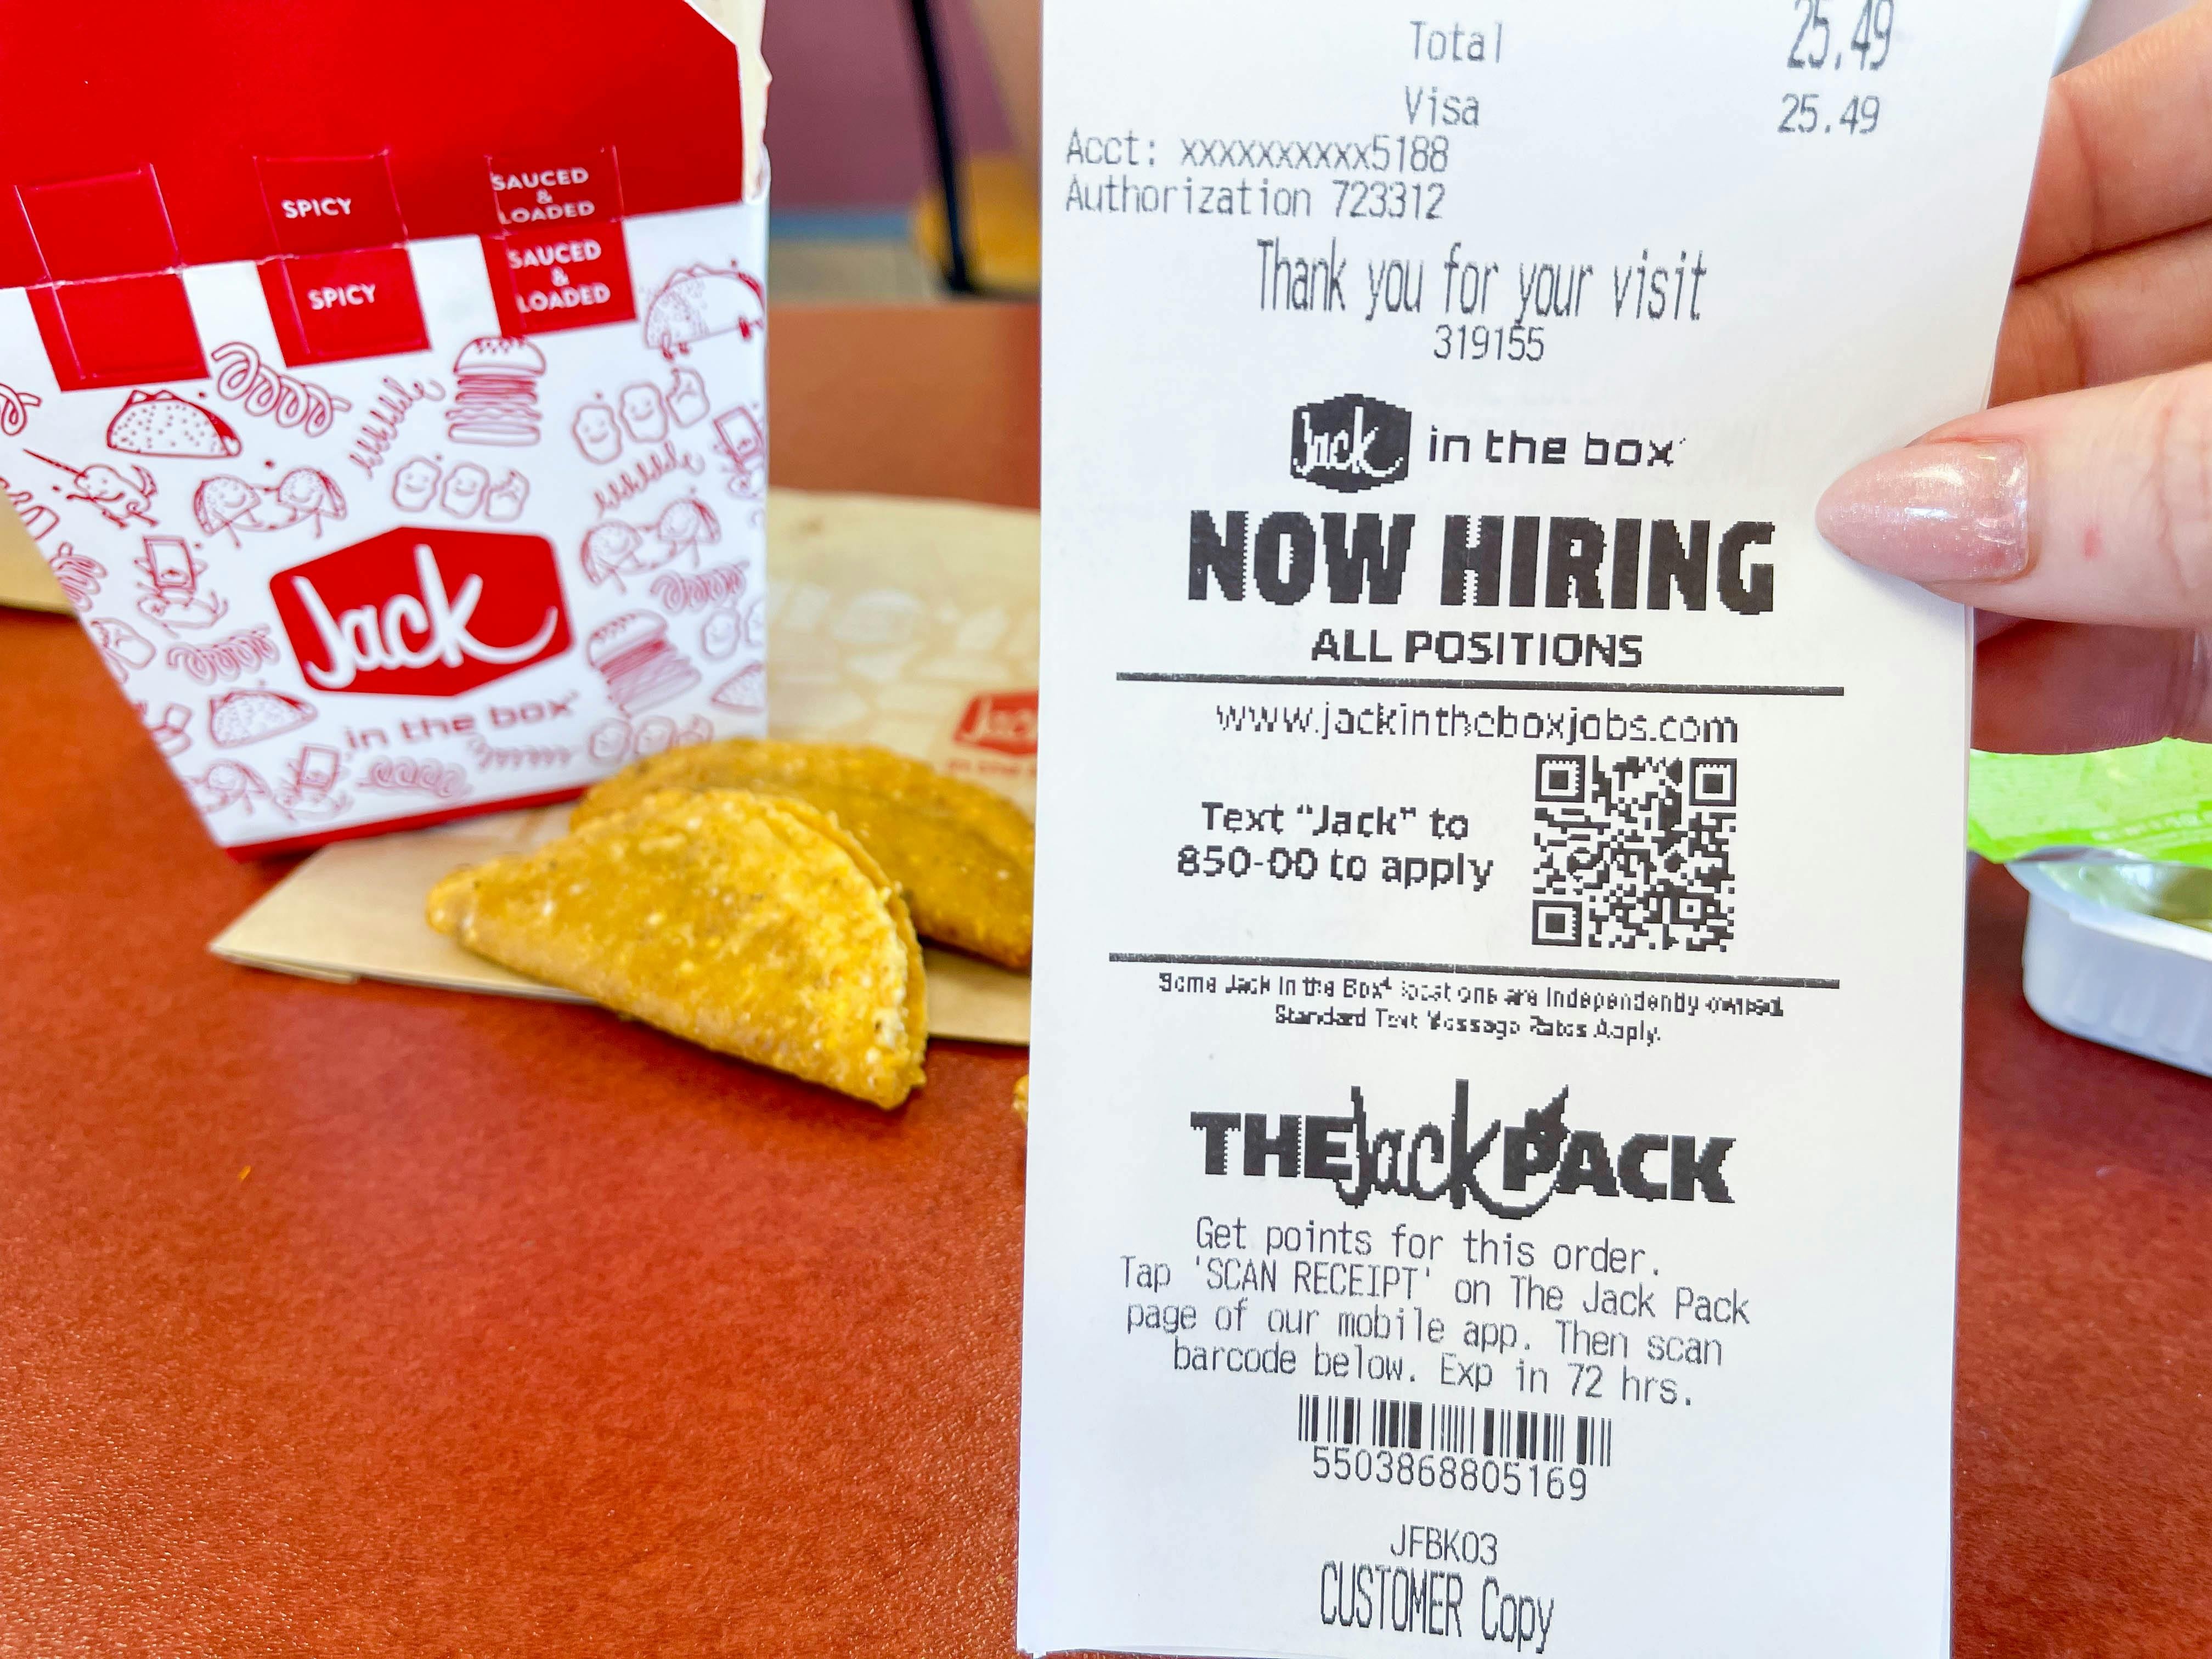 SAUCED
&
LOADED
SPICY
SAUCED
&
LOADED
SPICY
Jack
in the box
Jack
Total 25.49
Visa 25.49
Acct: xxxxxxxxxx5188
Authorization 723312
Thank you for your visit
319155
Jack in the box
NOW HIRING
ALL POSITIONS
www.jackintheboxjobs.com
Text “Jack” to
850-00 to apply
Some Jack in the Box® locations are independently owned.
Standard Text Message Rates Apply.
THE Jack PACK
Get points for this order.
Tap 'SCAN RECEIPT' on The Jack Pack
page of our mobile app. Then scan
barcode below. Exp in 72 hrs.
5503868805169
JFBK03
CUSTOMER Copy